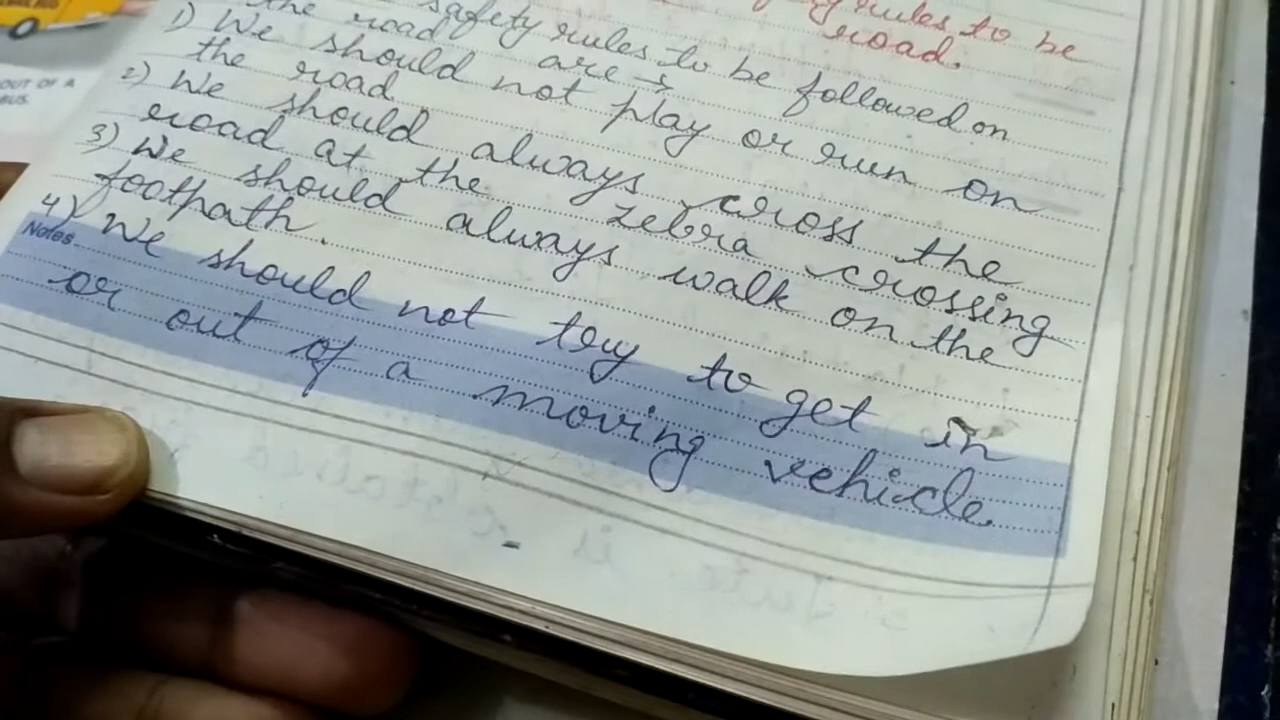 OUT OF A
BUS.
rules to be
road.
safety rules to be followed on
the road are →
1) We should not play or run on
the road
2) We should always cross the
road at the zebra crossing
3) We should always walk on the
footpath.
Notes
4) We should not try to get in
or out of a moving vehicle.